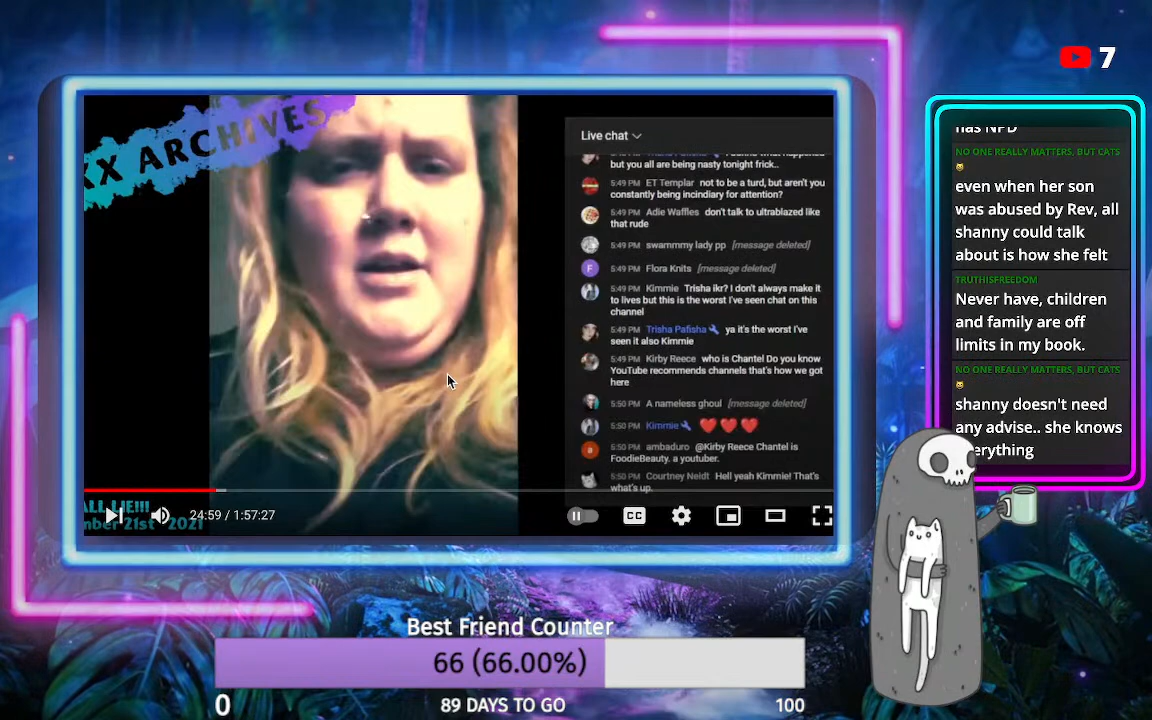 7
XX ARCHIVES
Live chat
but you all are being nasty tonight frick..
5:49 PM ET Templar not to be a turd, but aren't you
constantly being incindiary for attention?
5:49 PM Adie Waffles don't talk to ultrablazed like
that rude
5:49 PM swammmy lady pp [message deleted]
F
5:49 PM Flora Knits [message deleted]
5:49 PM Kimmie Trisha ikr? I don't always make it
to lives but this is the worst I've seen chat on this
channel
5:49 PM Trisha Pafisha ya it's the worst I've
seen it also Kimmie
5:49 PM Kirby Reece who is Chantel Do you know
YouTube recommends channels that's how we got
here
5:50 PM A nameless ghoul [message deleted]
5:50 PM Kimmie ❤️❤️❤️
a
5:50 PM ambaduro @Kirby Reece Chantel is
FoodieBeauty. a youtuber.
5:50 PM Courtney Neidt Hell yeah Kimmie! That's
what's up.
ALL LIE!!!
mber 21st 2021
24:59 / 1:57:27
CC
has NPD
NO ONE REALLY MATTERS, BUT CATS
even when her son
was abused by Rev, all
shanny could talk
about is how she felt
TRUTHISFREEDOM
Never have, children
and family are off
limits in my book.
NO ONE REALLY MATTERS, BUT CATS
shanny doesn't need
any advise.. she knows
erything
Best Friend Counter
66 (66.00%)
0
89 DAYS TO GO
100